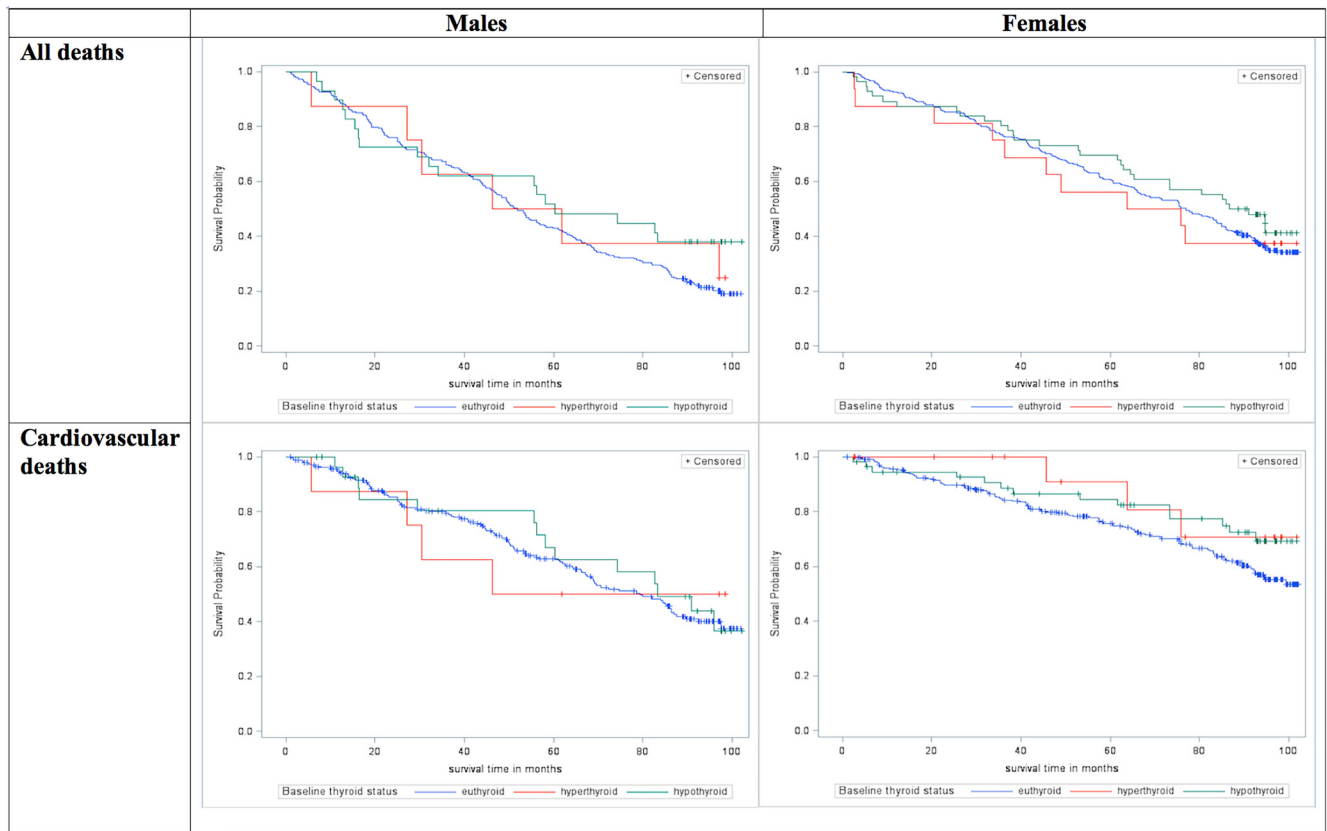 Males Females
All deaths
+ Censored
1.0
0.8
0.6
0.4
0.2
0.0
Survival Probability
0 20 40 60 80 100
survival time in months
Baseline thyroid status euthyroid hyperthyroid hypothyroid
+ Censored
1.0
0.8
0.6
0.4
0.2
0.0
Survival Probability
0 20 40 60 80 100
survival time in months
Baseline thyroid status euthyroid hyperthyroid hypothyroid
Cardiovascular
deaths
+ Censored
1.0
0.8
0.6
0.4
0.2
0.0
Survival Probability
0 20 40 60 80 100
survival time in months
Baseline thyroid status euthyroid hyperthyroid hypothyroid
+ Censored
1.0
0.8
0.6
0.4
0.2
0.0
Survival Probability
0 20 40 60 80 100
survival time in months
Baseline thyroid status euthyroid hyperthyroid hypothyroid